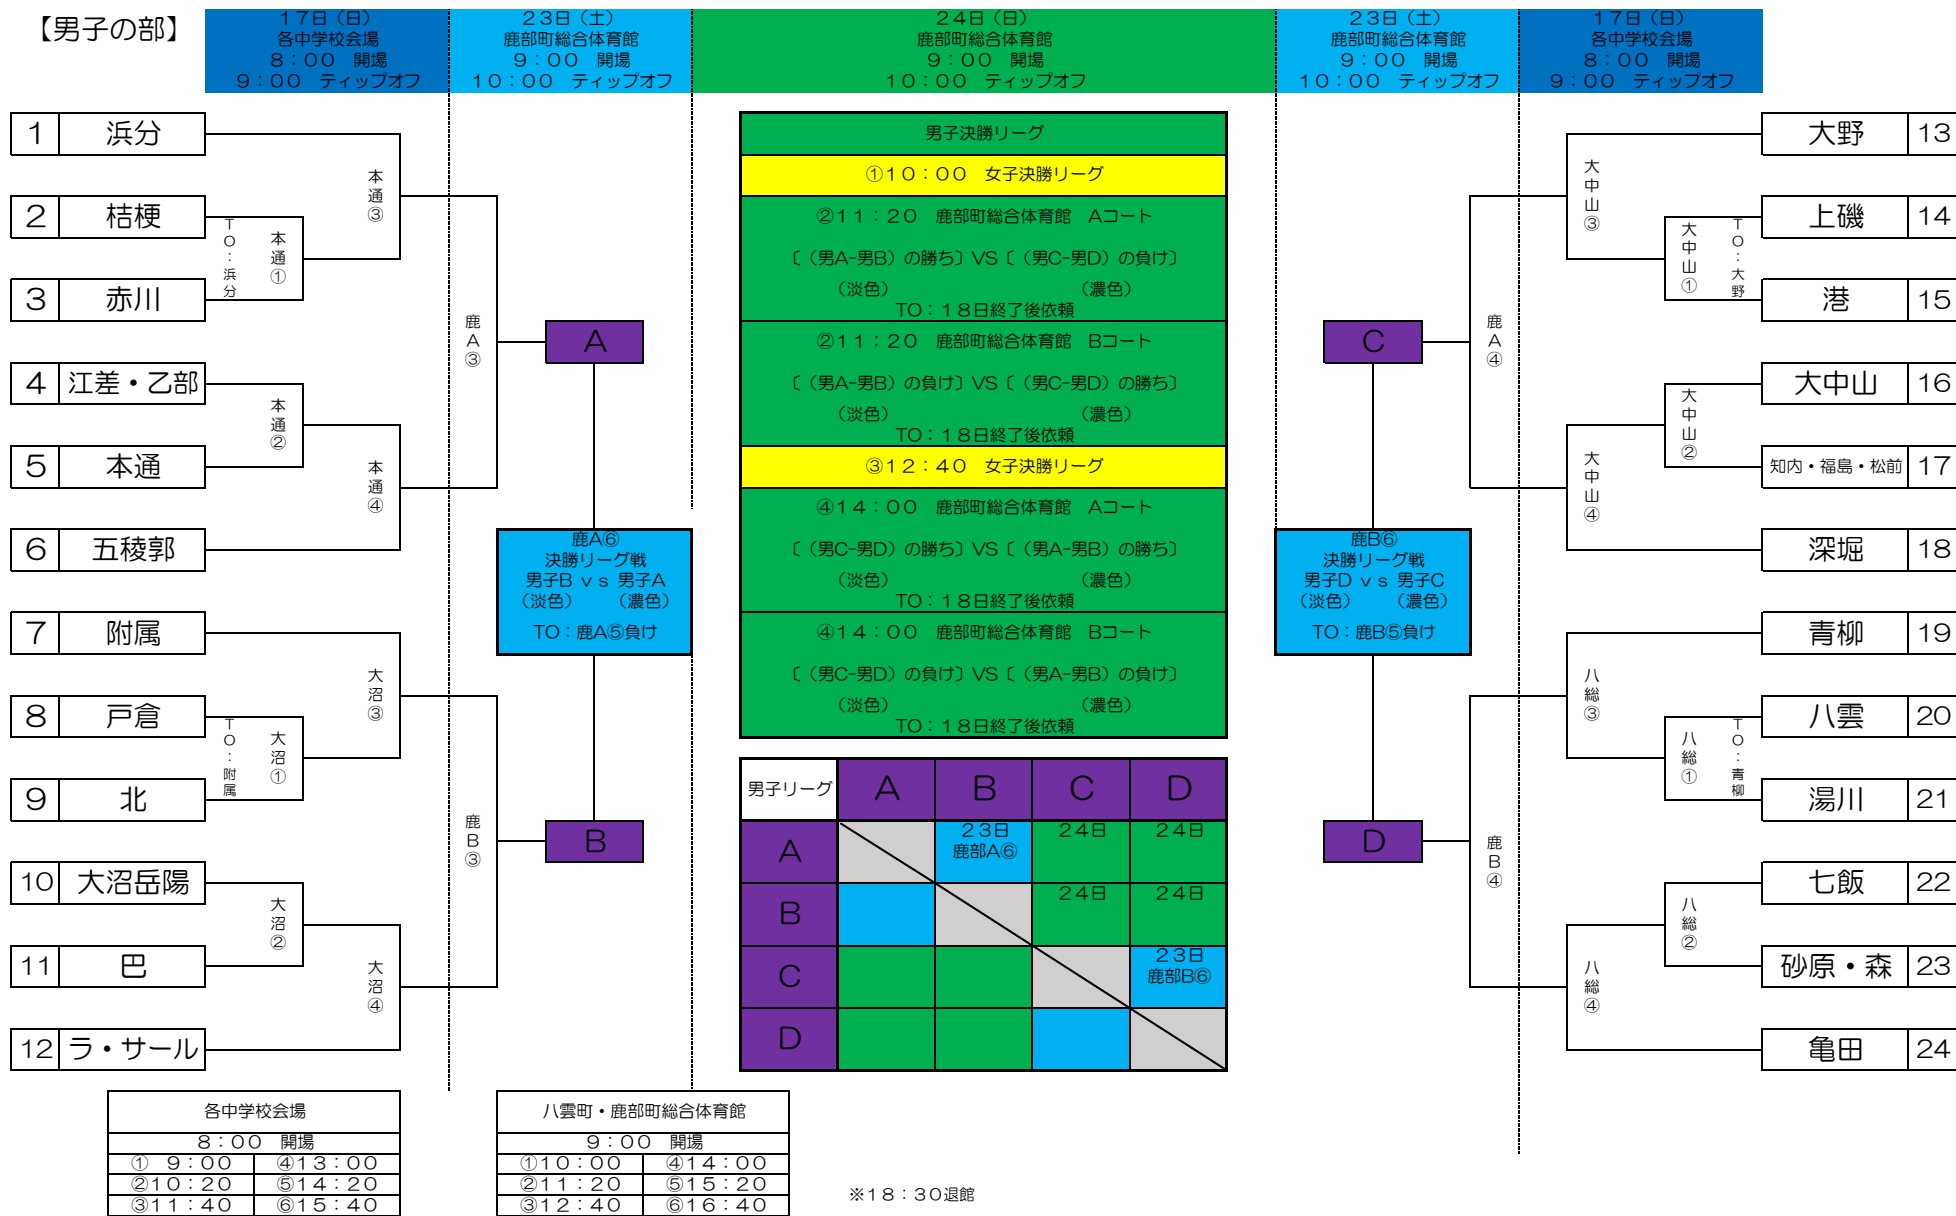 【男子の部】
17日（日）
各中学校会場
8：00　開場
9：00　ティップオフ
23日（土）
鹿部町総合体育館
9：00　開場
10：00　ティップオフ
24日（日）
鹿部町総合体育館
9：00　開場
10：00　ティップオフ
23日（土）
鹿部町総合体育館
9：00　開場
10：00　ティップオフ
17日（日）
各中学校会場
8：00　開場
9：00　ティップオフ
1　浜分
2　桔梗
3　赤川
4　江差・乙部
5　本通
6　五稜郭
7　附属
8　戸倉
9　北
10　大沼岳陽
11　巴
12　ラ・サール
TO：浜分
本通①
本通③
本通②
本通④
TO：附属
大沼①
大沼③
大沼②
大沼④
鹿A③
鹿B③
A
鹿A⑥
決勝リーグ戦
男子B ｖｓ 男子A
（淡色）　（濃色）
TO：鹿A⑤負け
B
男子決勝リーグ
①10：00　女子決勝リーグ
②11：20　鹿部町総合体育館　Aコート
〔（男A-男B）の勝ち〕VS〔（男C-男D）の負け〕
（淡色）　（濃色）
TO：18日終了後依頼
②11：20　鹿部町総合体育館　Bコート
〔（男A-男B）の負け〕VS〔（男C-男D）の勝ち〕
（淡色）　（濃色）
TO：18日終了後依頼
③12：40　女子決勝リーグ
④14：00　鹿部町総合体育館　Aコート
〔（男C-男D）の勝ち〕VS〔（男A-男B）の勝ち〕
（淡色）　（濃色）
TO：18日終了後依頼
④14：00　鹿部町総合体育館　Bコート
〔（男C-男D）の負け〕VS〔（男A-男B）の負け〕
（淡色）　（濃色）
TO：18日終了後依頼
男子リーグ　A　B　C　D
A　23日　24日　24日
鹿部A⑥
B　24日　24日
C　23日
鹿部B⑥
D
C
鹿B⑥
決勝リーグ戦
男子D ｖｓ 男子C
（淡色）　（濃色）
TO：鹿B⑤負け
D
鹿A④
鹿B④
大中山③
大中山①
TO：大野
大中山②
大中山④
八総③
八総①
TO：青柳
八総②
八総④
大野　13
上磯　14
港　15
大中山　16
知内・福島・松前　17
深堀　18
青柳　19
八雲　20
湯川　21
七飯　22
砂原・森　23
亀田　24
各中学校会場
8：00　開場
①　9：00　④13：00
②10：20　⑤14：20
③11：40　⑥15：40
八雲町・鹿部町総合体育館
9：00　開場
①10：00　④14：00
②11：20　⑤15：20
③12：40　⑥16：40
※18：30退館